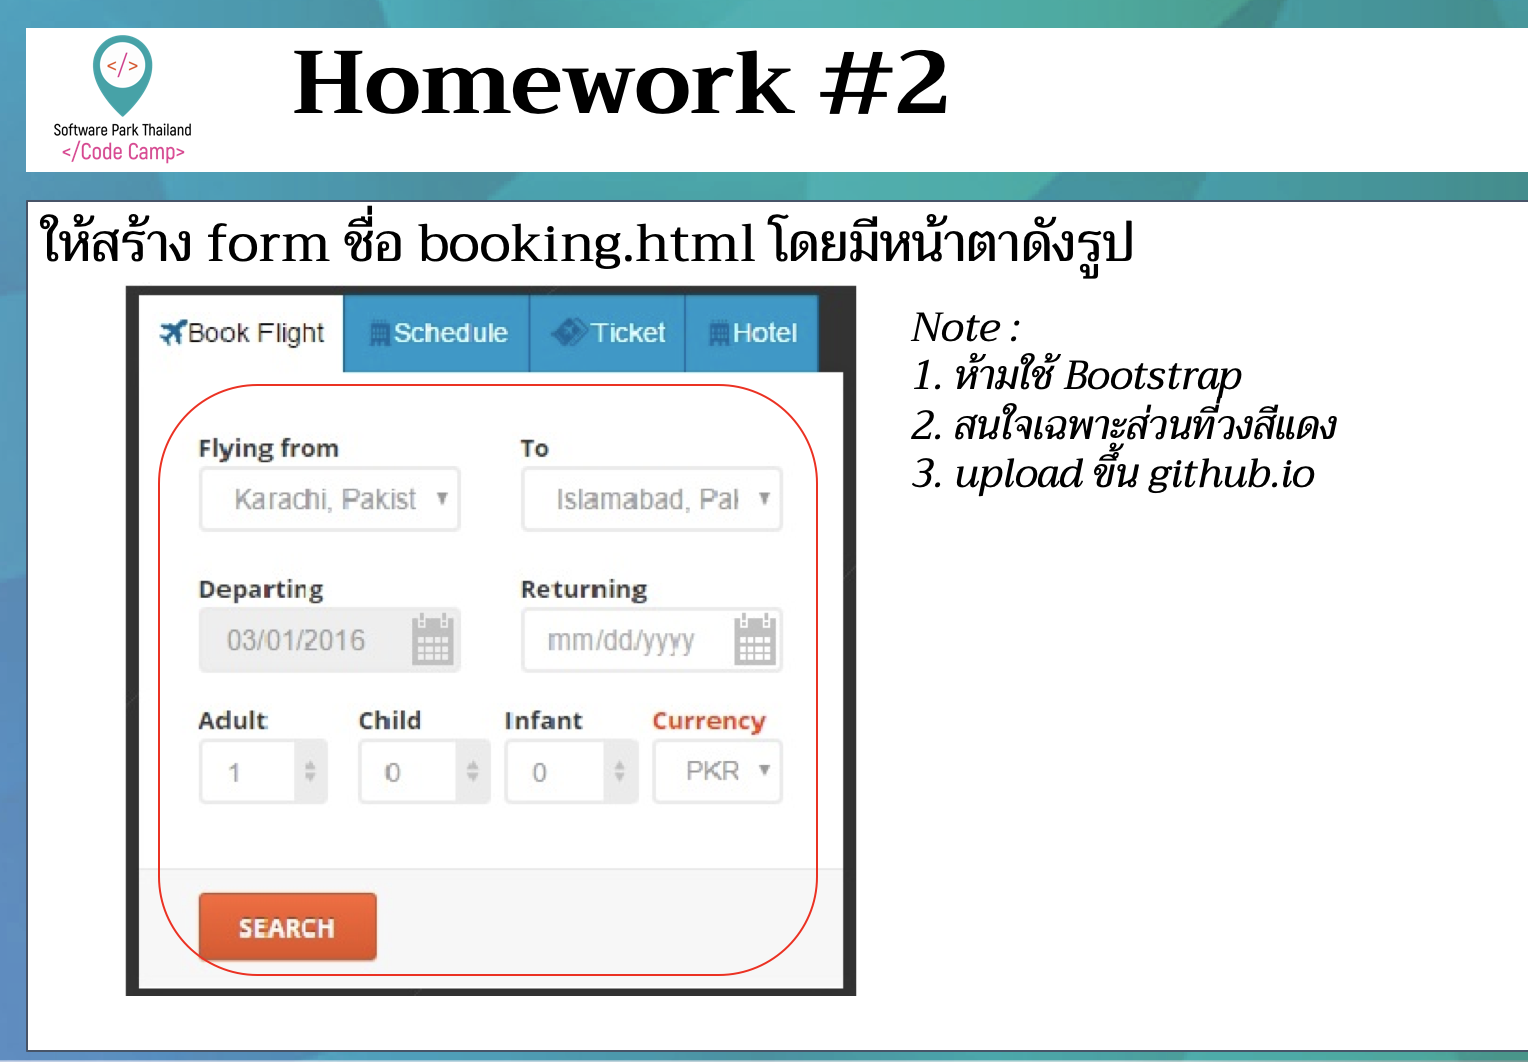 </>
Software Park Thailand
</Code Camp>
Homework #2
ให้สร้าง form ชื่อ booking.html โดยมีหน้าตาดังรูป
Book Flight Schedule Ticket Hotel
Flying from To
Karachi, Pakist Islamabad, Pal
Departing Returning
03/01/2016 mm/dd/yyyy
Adult Child Infant Currency
1 0 0 PKR
SEARCH
Note :
1. ห้ามใช้ Bootstrap
2. สนใจเฉพาะส่วนที่วงสีแดง
3. upload ขึ้น github.io